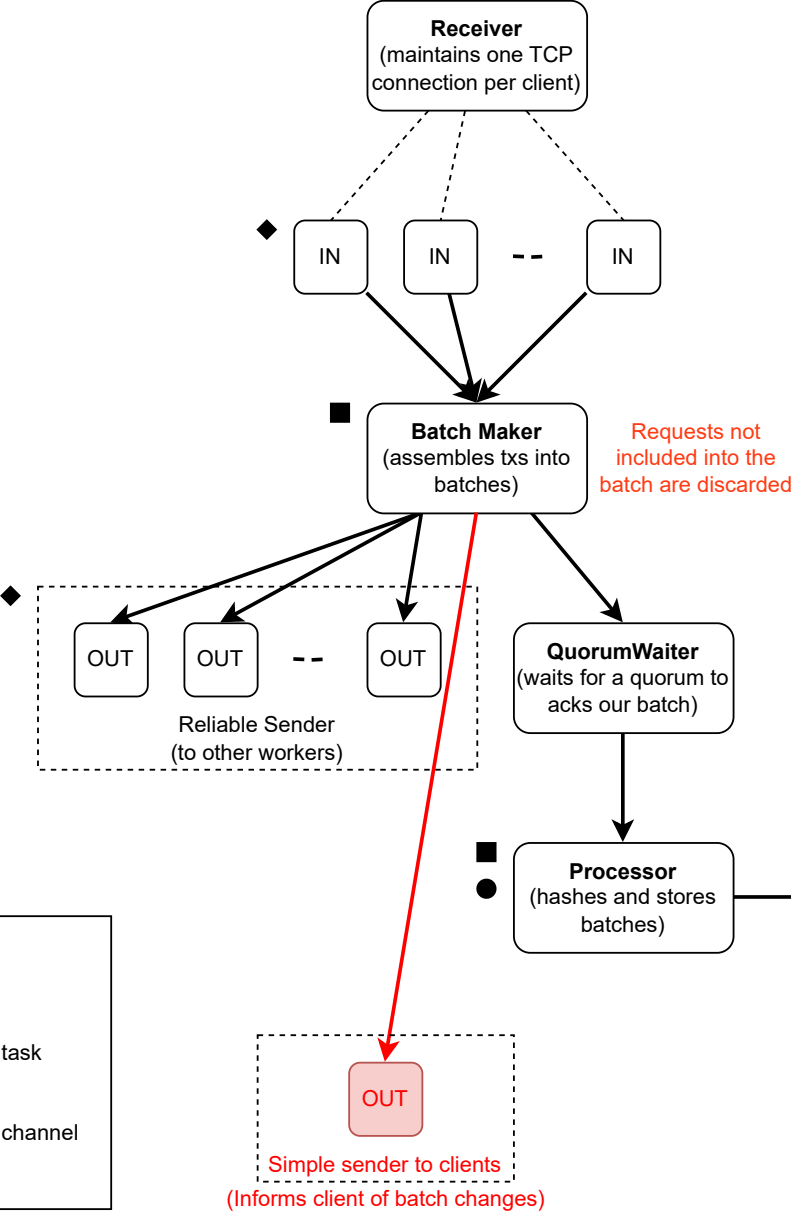 Receiver
(maintains one TCP
connection per client)
IN
IN
IN
Batch Maker
(assembles txs into
batches)
Requests not
included into the
batch are discarded
OUT
OUT
OUT
Reliable Sender
(to other workers)
QuorumWaiter
(waits for a quorum to
acks our batch)
Processor
(hashes and stores
batches)
task
channel
OUT
Simple sender to clients
(Informs client of batch changes)